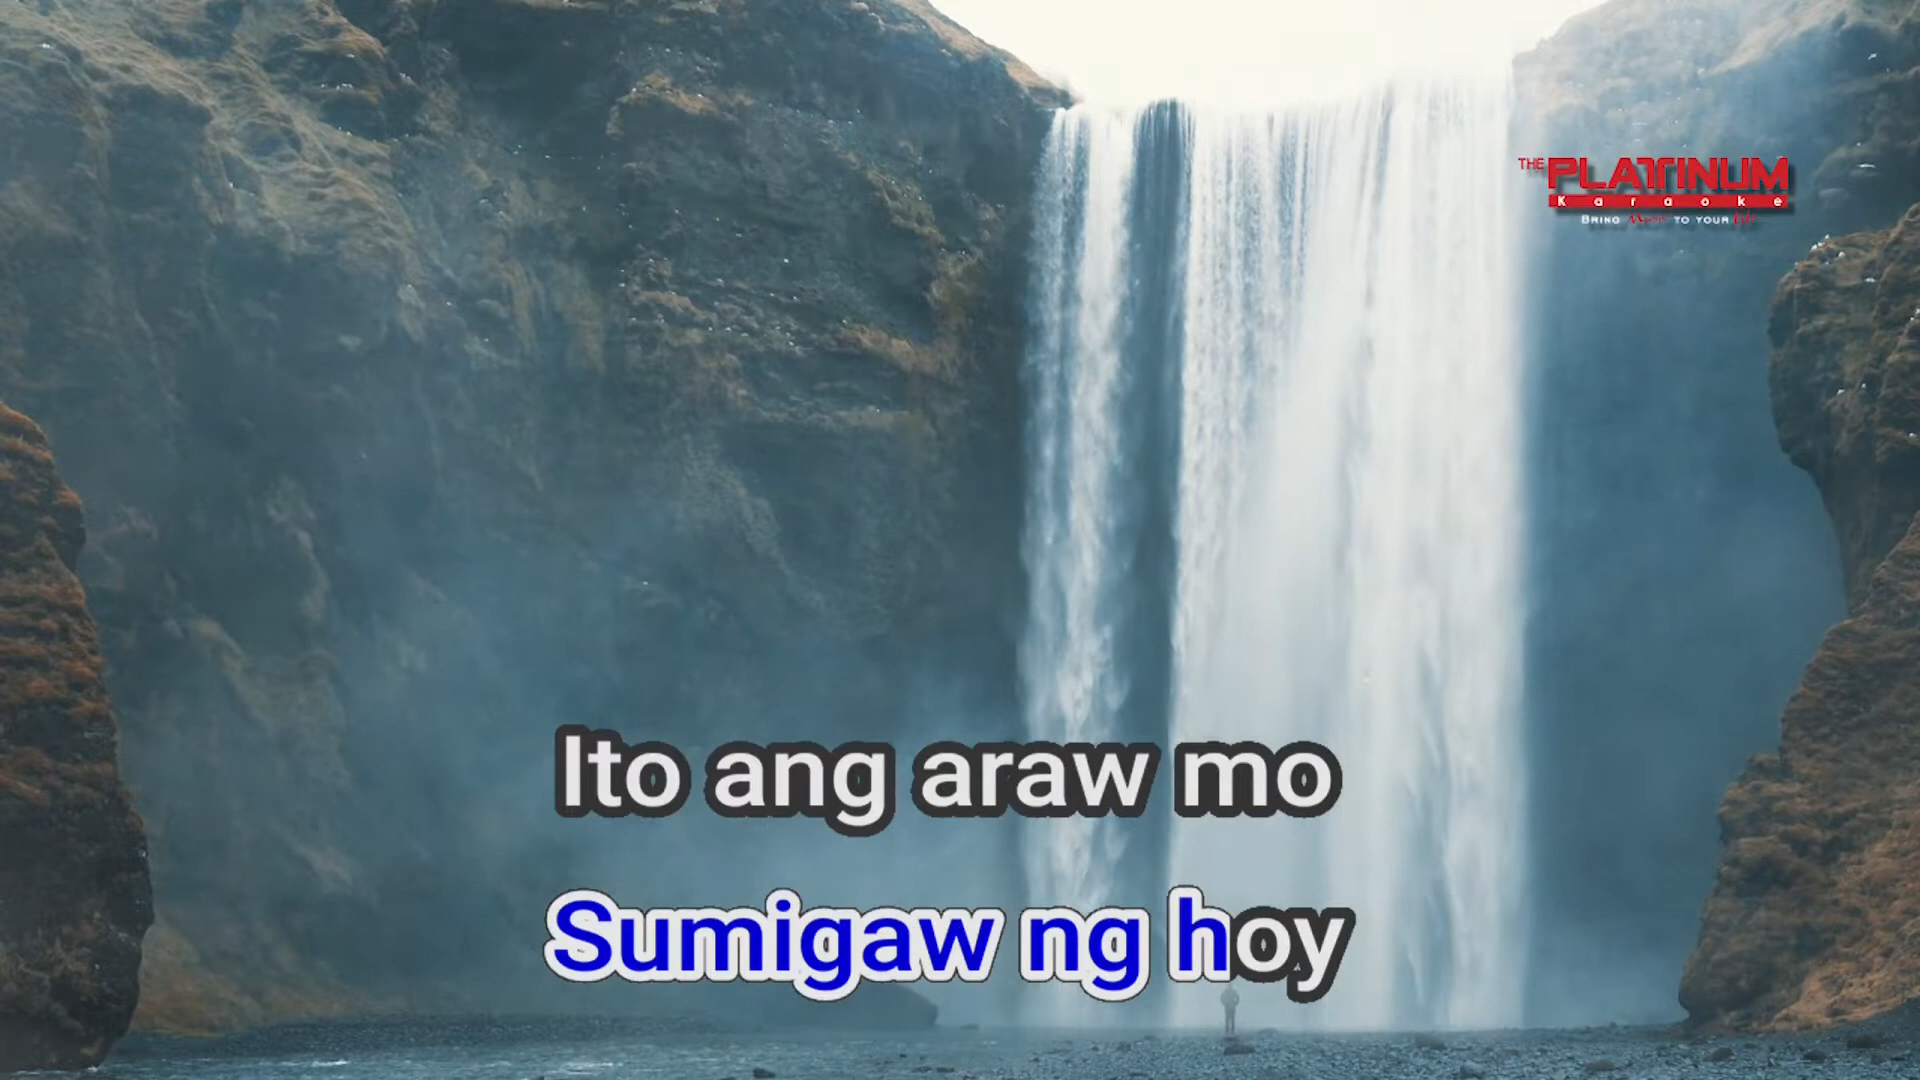 THE PLATINUM
Karaoke
BRING Music TO YOUR life
Ito ang araw mo
Sumigaw ng hoy